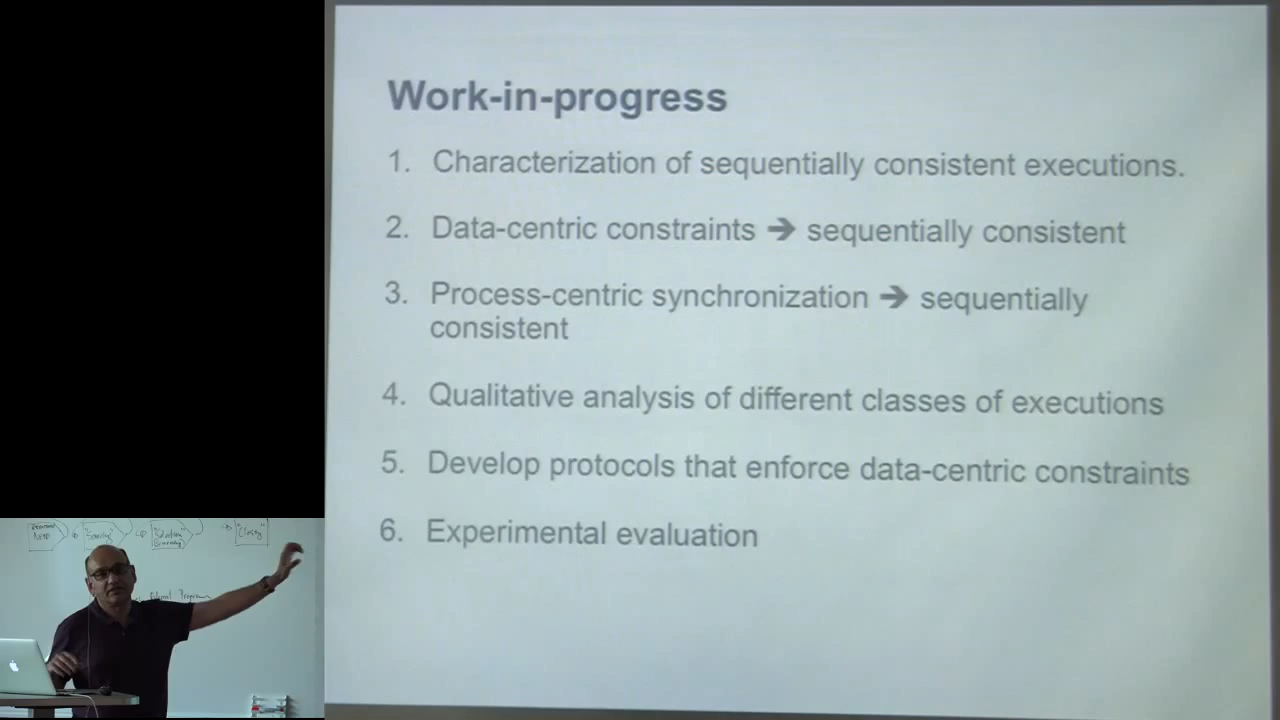 Work-in-progress
1. Characterization of sequentially consistent executions.
2. Data-centric constraints ➔ sequentially consistent
3. Process-centric synchronization ➔ sequentially
consistent
4. Qualitative analysis of different classes of executions
5. Develop protocols that enforce data-centric constraints
6. Experimental evaluation
"Solution"
"Closing"